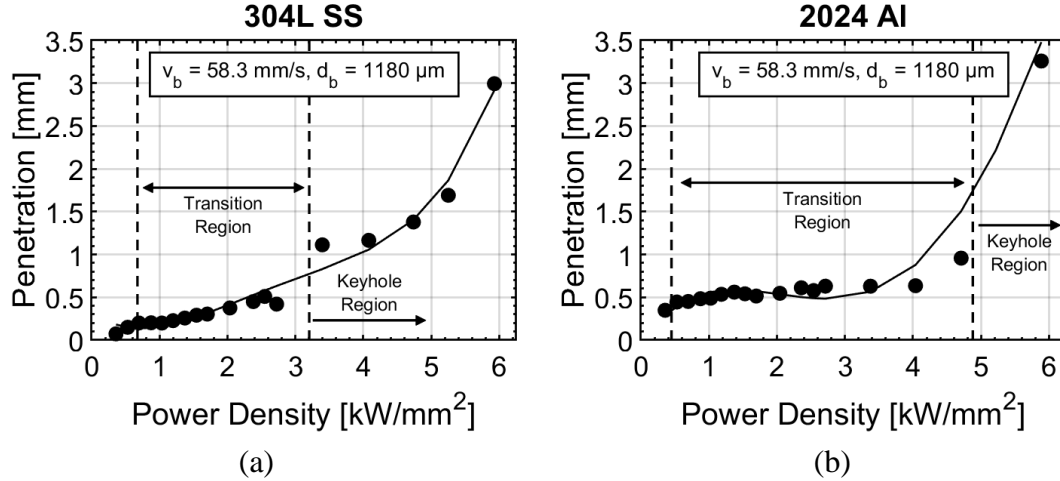 304L SS
3.5
3
2.5
2
1.5
1
0.5
0
Penetration [mm]
v_b = 58.3 mm/s, d_b = 1180 µm
Transition
Region
Keyhole
Region
0 1 2 3 4 5 6
Power Density [kW/mm²]
(a)
2024 Al
3.5
3
2.5
2
1.5
1
0.5
0
Penetration [mm]
v_b = 58.3 mm/s, d_b = 1180 µm
Transition
Region
Keyhole
Region
0 1 2 3 4 5 6
Power Density [kW/mm²]
(b)